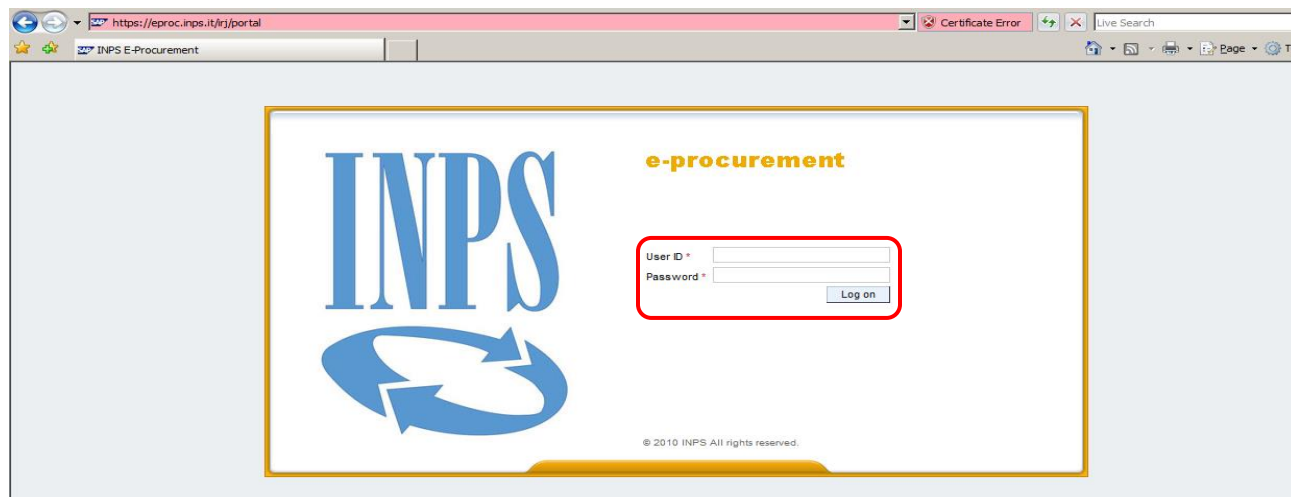 https://eproc.inps.it/irj/portal Certificate Error Live Search
INPS E-Procurement Page T
INPS
e-procurement
User ID *
Password *
Log on
© 2010 INPS All rights reserved.